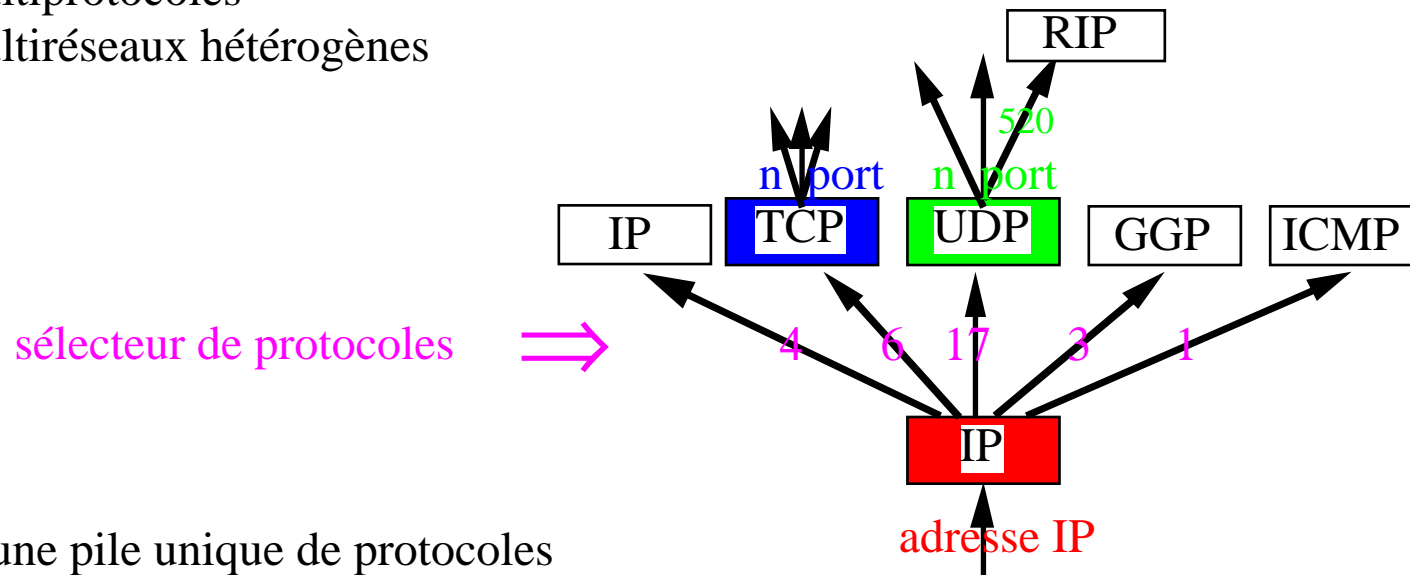 ltiprotocoles
ltiréseaux hétérogènes
RIP
520
n port
n port
IP
TCP
UDP
GGP
ICMP
sélecteur de protocoles ⇒
4
6
17
3
1
IP
adresse IP
une pile unique de protocoles